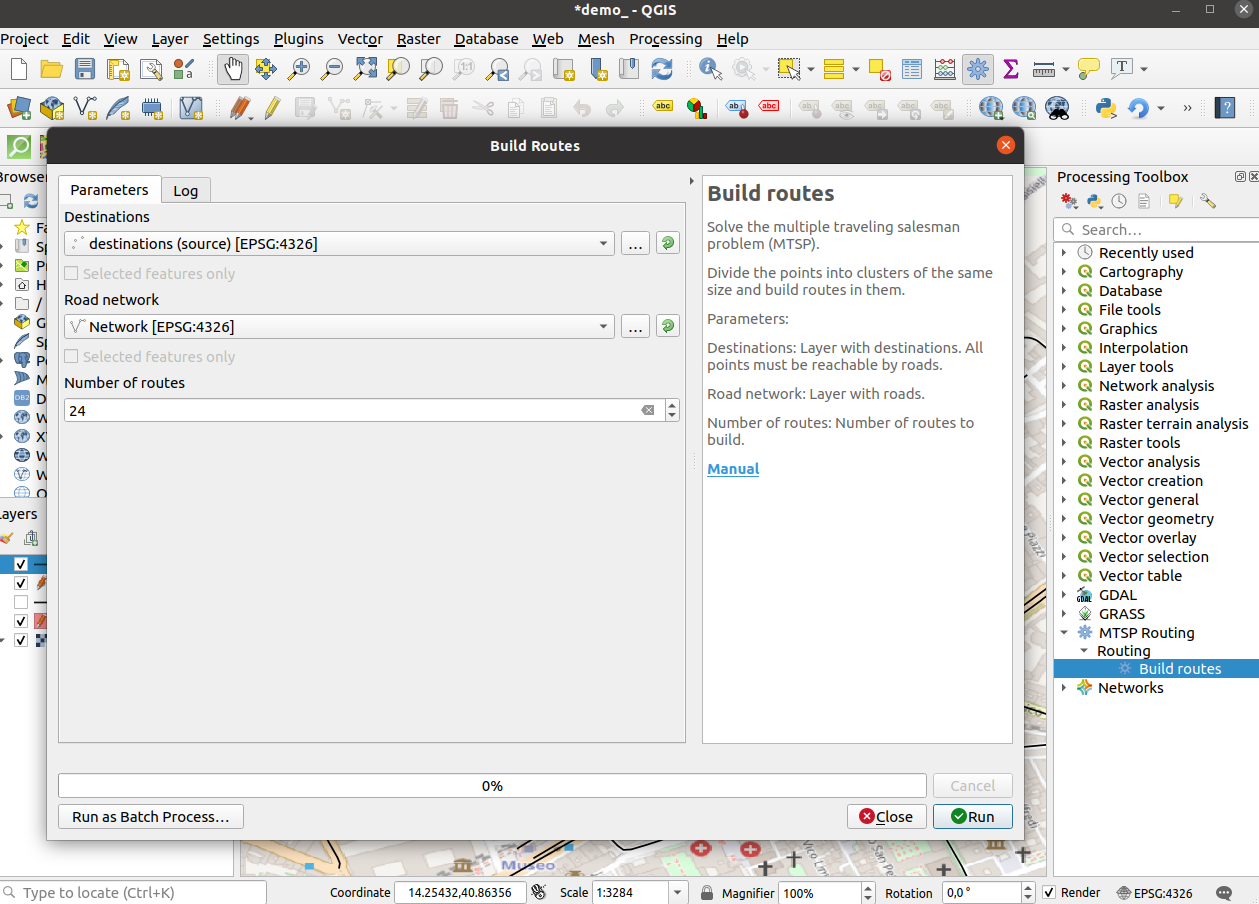 *demo_ - QGIS
Project Edit View Layer Settings Plugins Vector Raster Database Web Mesh Processing Help
Build Routes
Parameters Log
Destinations
destinations (source) [EPSG:4326]
...
Selected features only
Road network
Network [EPSG:4326]
...
Selected features only
Number of routes
24
Build routes
Solve the multiple traveling salesman
problem (MTSP).
Divide the points into clusters of the same
size and build routes in them.
Parameters:
Destinations: Layer with destinations. All
points must be reachable by roads.
Road network: Layer with roads.
Number of routes: Number of routes to
build.
Manual
0%
Cancel
Run as Batch Process…
Close
Run
Layers
Processing Toolbox
Search…
Recently used
Cartography
Database
File tools
Graphics
Interpolation
Layer tools
Network analysis
Raster analysis
Raster terrain analysis
Raster tools
Vector analysis
Vector creation
Vector general
Vector geometry
Vector overlay
Vector selection
Vector table
GDAL
GRASS
MTSP Routing
Routing
Build routes
Networks
Museo
Type to locate (Ctrl+K)
Coordinate 14.25432,40.86356 Scale 1:3284 Magnifier 100% Rotation 0,0 ° Render EPSG:4326